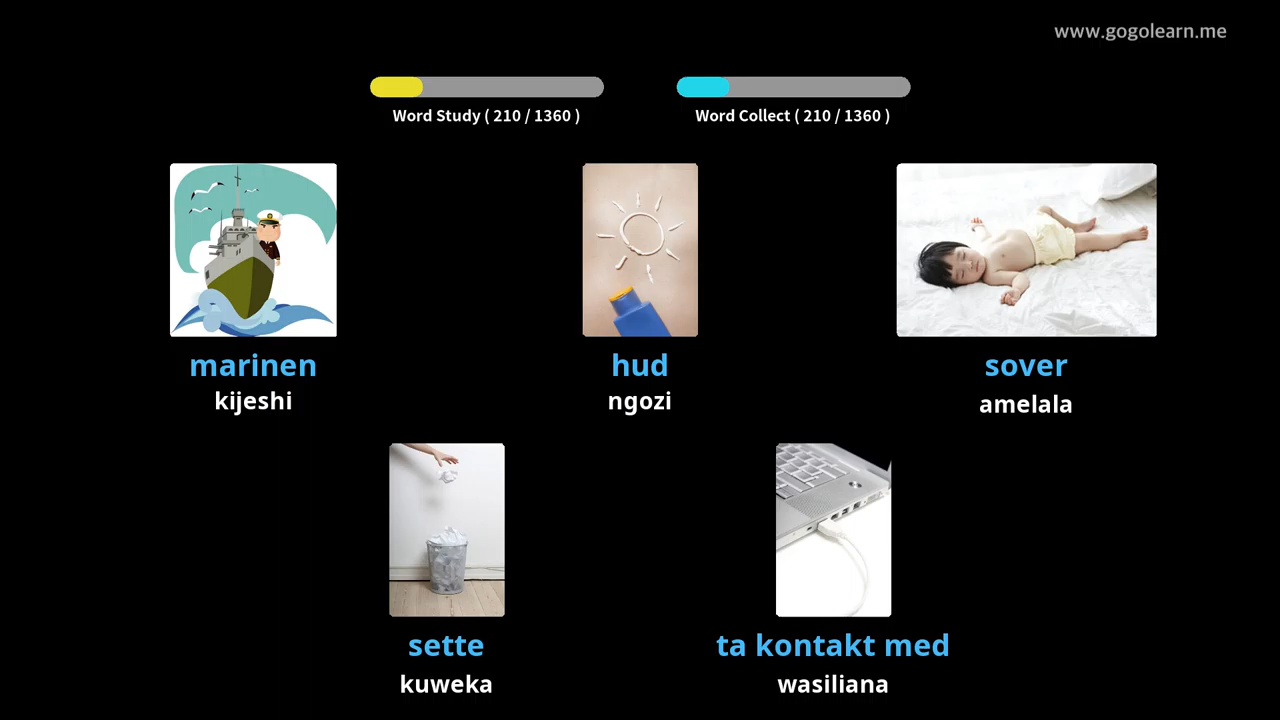 www.gogolearn.me
Word Study ( 210 / 1360 )
Word Collect ( 210 / 1360 )
marinen
kijeshi
hud
ngozi
sover
amelala
sette
kuweka
ta kontakt med
wasiliana